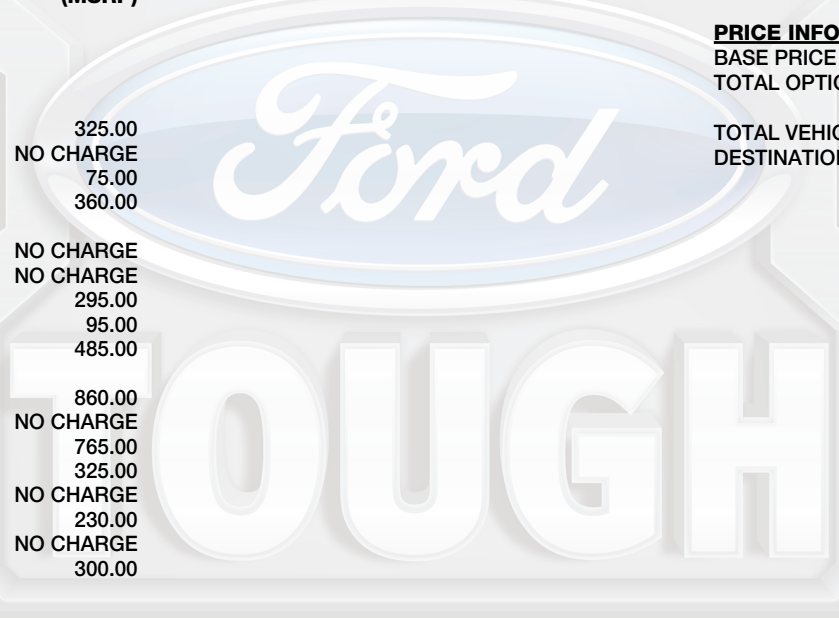 (MSRP)
325.00
NO CHARGE
75.00
360.00
NO CHARGE
NO CHARGE
295.00
95.00
485.00
860.00
NO CHARGE
765.00
325.00
NO CHARGE
230.00
NO CHARGE
300.00
PRICE INFO
BASE PRICE
TOTAL OPTIO
TOTAL VEHIC
DESTINATION
Ford
TOUGH